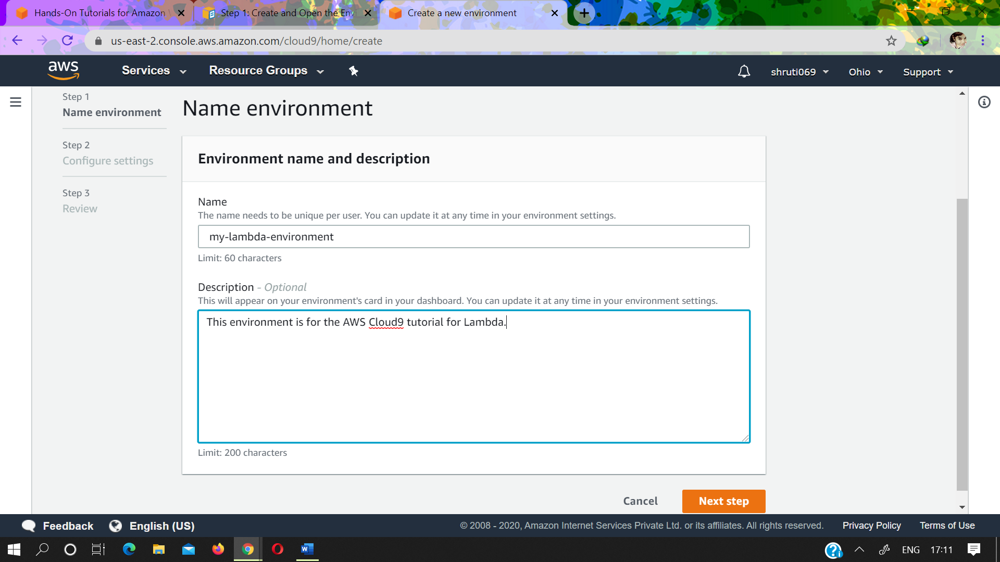 Hands-On Tutorials for Amazon
Step 1: Create and Open the Envi
Create a new environment
us-east-2.console.aws.amazon.com/cloud9/home/create
aws
Services
Resource Groups
shruti069
Ohio
Support
Step 1
Name environment
Step 2
Configure settings
Step 3
Review
Name environment
Environment name and description
Name
The name needs to be unique per user. You can update it at any time in your environment settings.
my-lambda-environment
Limit: 60 characters
Description - Optional
This will appear on your environment's card in your dashboard. You can update it at any time in your environment settings.
This environment is for the AWS Cloud9 tutorial for Lambda.
Limit: 200 characters
Cancel
Next step
Feedback
English (US)
© 2008 - 2020, Amazon Internet Services Private Ltd. or its affiliates. All rights reserved.
Privacy Policy
Terms of Use
ENG
17:11